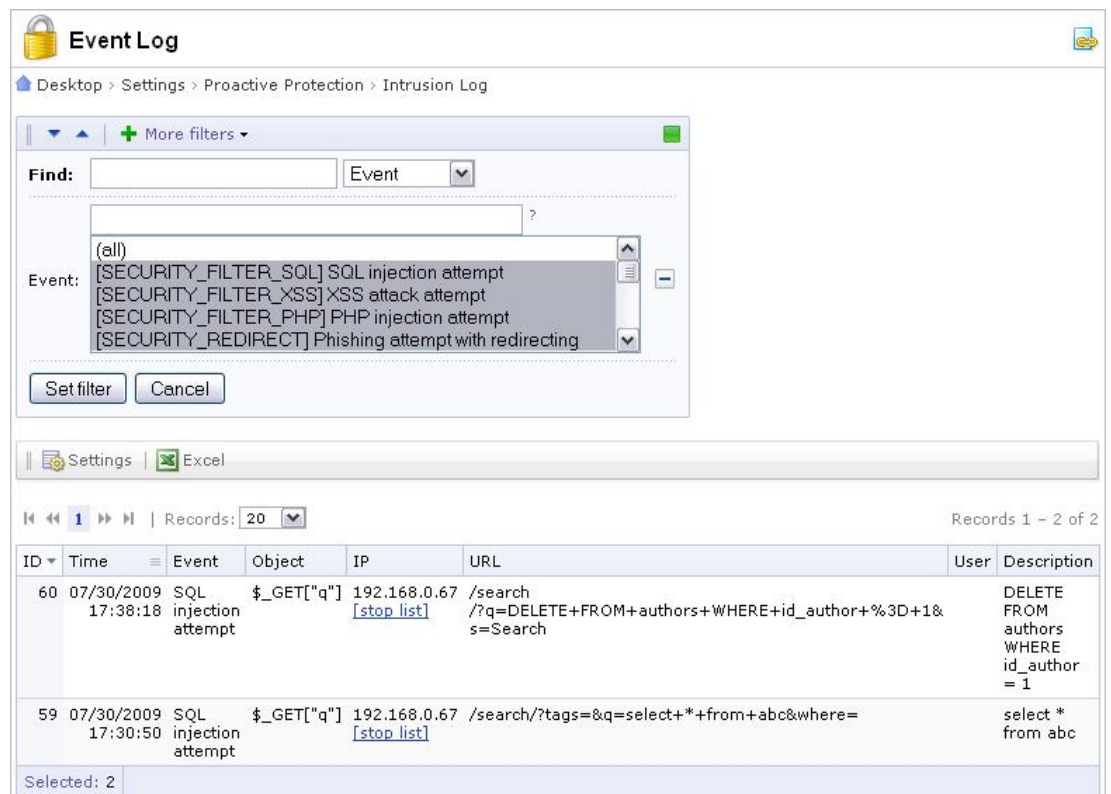 Event Log
Desktop > Settings > Proactive Protection > Intrusion Log
More filters
Find:
Event
?
(all)
Event:
[SECURITY_FILTER_SQL] SQL injection attempt
[SECURITY_FILTER_XSS] XSS attack attempt
[SECURITY_FILTER_PHP] PHP injection attempt
[SECURITY_REDIRECT] Phishing attempt with redirecting
Set filter Cancel
Settings | Excel
1 | Records: 20 Records 1 – 2 of 2
ID Time Event Object IP URL User Description
60 07/30/2009 17:38:18 SQL injection attempt $_GET["q"] 192.168.0.67 [stop list] /search /?q=DELETE+FROM+authors+WHERE+id_author+%3D+1& s=Search DELETE FROM authors WHERE id_author = 1
59 07/30/2009 17:30:50 SQL injection attempt $_GET["q"] 192.168.0.67 [stop list] /search/?tags=&q=select+*+from+abc&where= select * from abc
Selected: 2